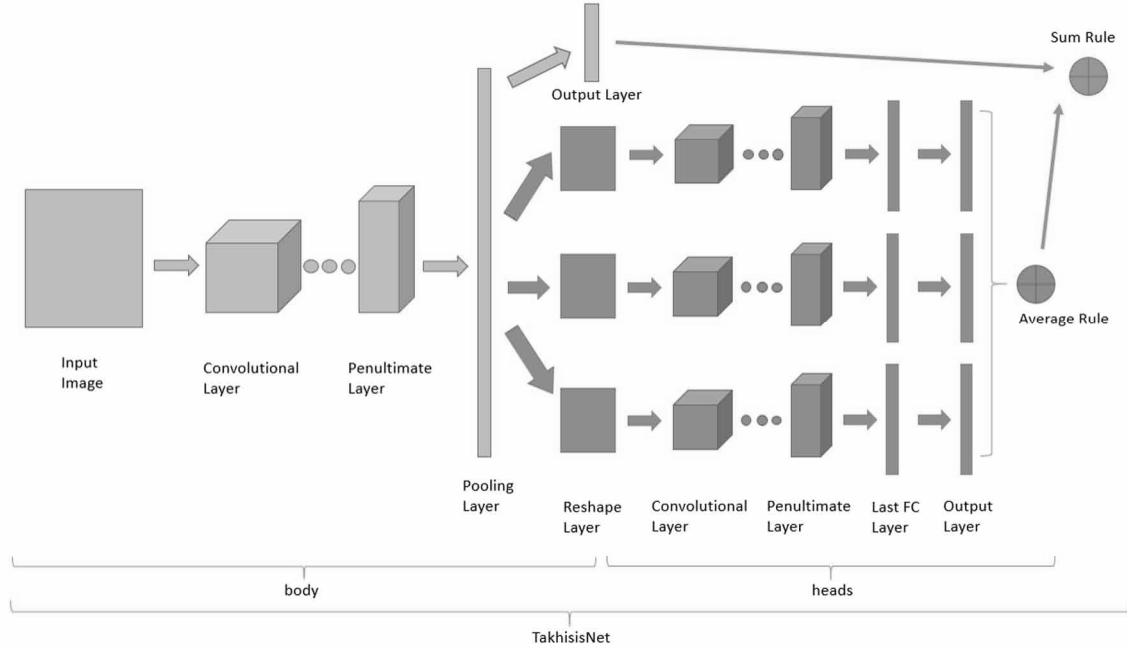 Sum Rule
Output Layer
Average Rule
Input
Image
Convolutional
Layer
Penultimate
Layer
Pooling
Layer
Reshape
Layer
Convolutional
Layer
Penultimate
Layer
Last FC
Layer
Output
Layer
body
heads
TakhisisNet